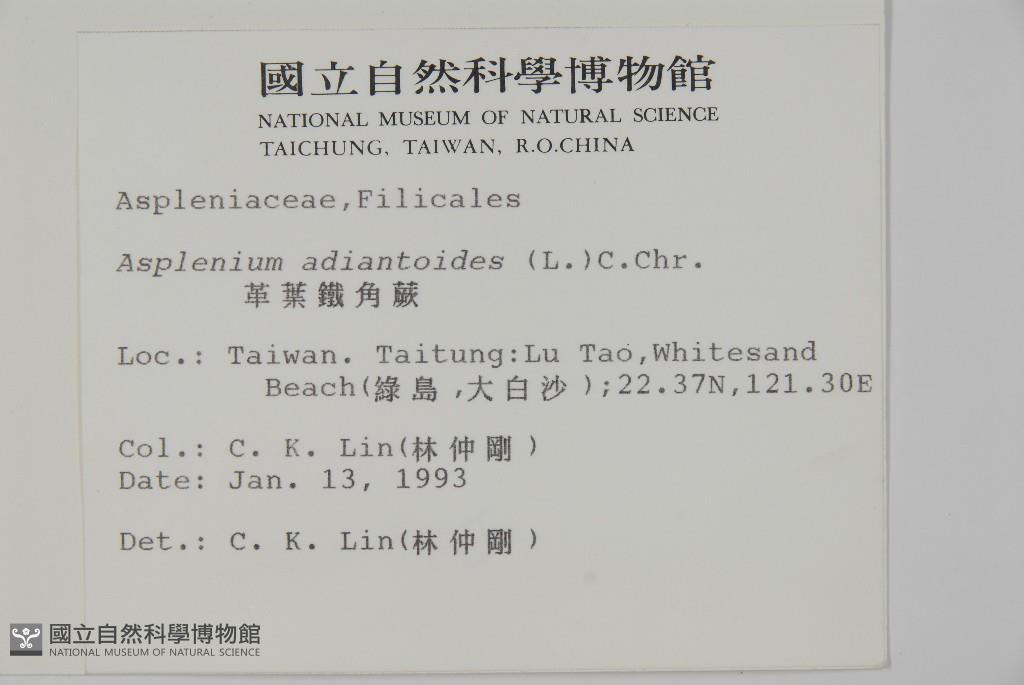 國立自然科學博物館
NATIONAL MUSEUM OF NATURAL SCIENCE
TAICHUNG, TAIWAN, R.O.CHINA
Aspleniaceae,Filicales
Asplenium adiantoides (L.)C.Chr.
革葉鐵角蕨
Loc.: Taiwan. Taitung:Lu Tao,Whitesand
Beach(綠島,大白沙);22.37N,121.30E
Col.: C. K. Lin(林仲剛)
Date: Jan. 13, 1993
Det.: C. K. Lin(林仲剛)
國立自然科學博物館
NATIONAL MUSEUM OF NATURAL SCIENCE